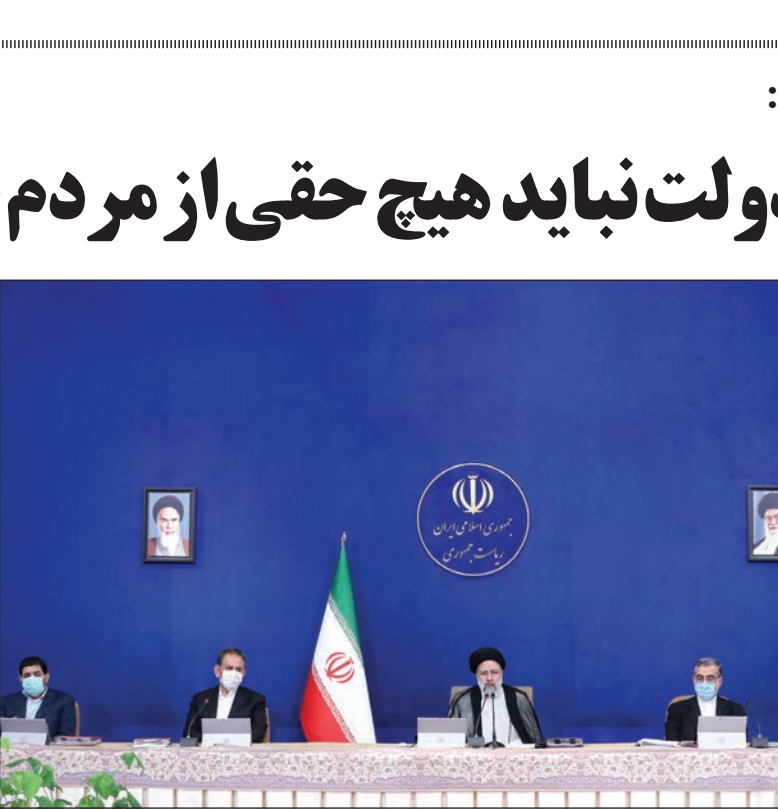 :
دولت نباید هیچ حقی از مردم
جمهوری اسلامی ایران
ریاست جمهوری